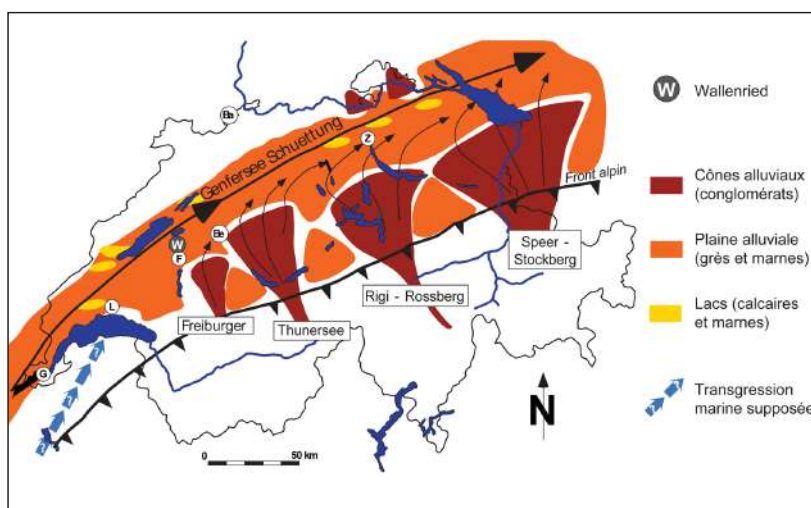 Ba
Z
Genfersee Schuettung
Be
W
F
L
G
Front alpin
Speer -
Stockberg
Rigi - Rossberg
Thunersee
Freiburger
N
0 50 km
? ? ? ?
W Wallenried
Cônes alluviaux
(conglomérats)
Plaine alluviale
(grès et marnes)
Lacs (calcaires
et marnes)
? ?
Transgression
marine supposée